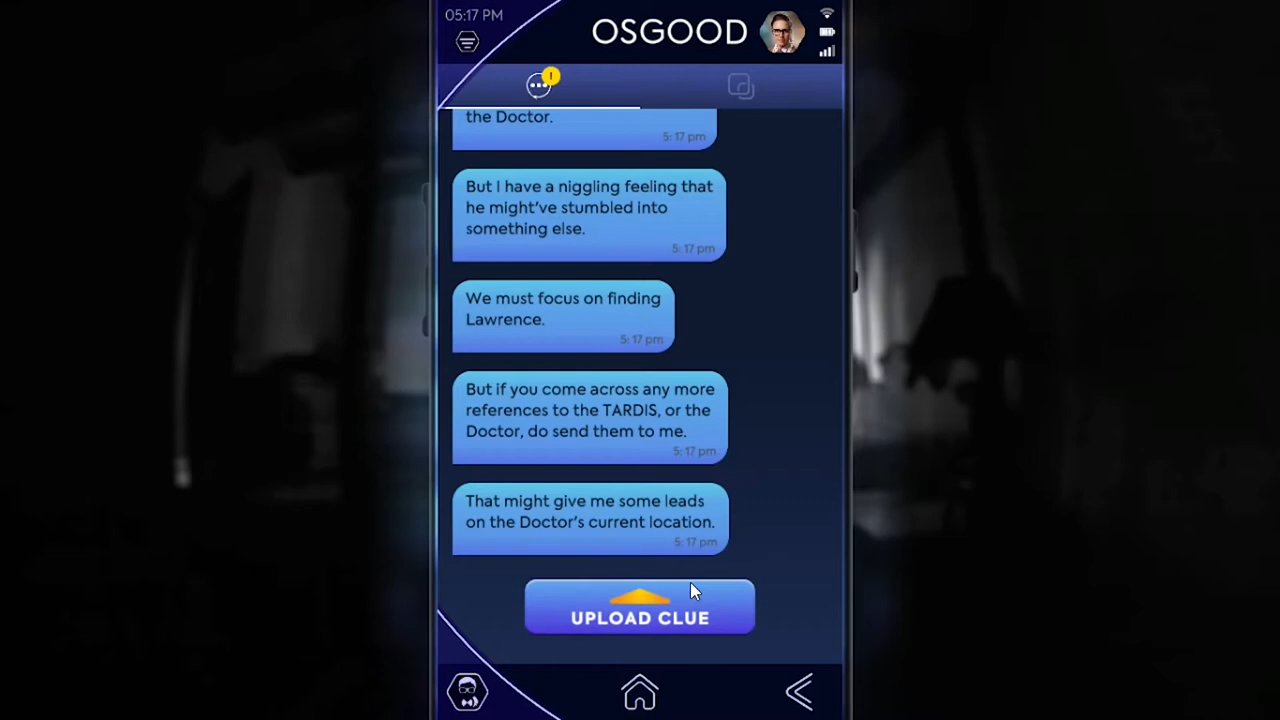 05:17 PM
OSGOOD
!
the Doctor.
5:17 pm
But I have a niggling feeling that
he might've stumbled into
something else.
5:17 pm
We must focus on finding
Lawrence.
5:17 pm
But if you come across any more
references to the TARDIS, or the
Doctor, do send them to me.
5:17 pm
That might give me some leads
on the Doctor's current location.
5:17 pm
UPLOAD CLUE